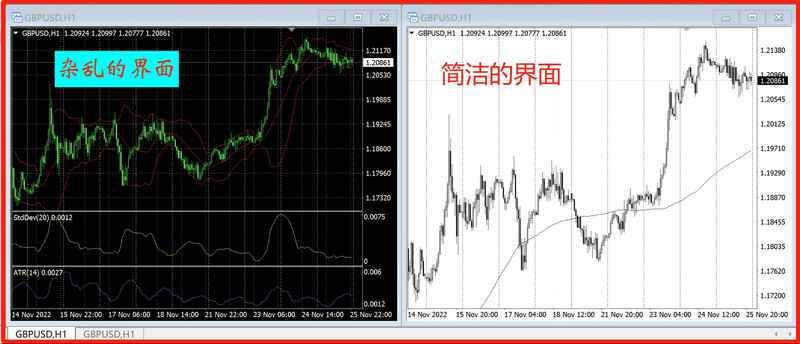 GBPUSD,H1
GBPUSD,H1 1.20924 1.20997 1.20777 1.20861
杂乱的界面
1.21170
1.20861
1.20530
1.19885
1.19245
1.18600
1.17960
1.17320
StdDev(20) 0.0012
0.0075
ATR(14) 0.0027
0.006
0.0012
14 Nov 2022 15 Nov 22:00 17 Nov 06:00 18 Nov 14:00 21 Nov 22:00 23 Nov 06:00 24 Nov 14:00 25 Nov 22:00
GBPUSD,H1
GBPUSD,H1 1.20924 1.20997 1.20777 1.20861
简洁的界面
1.21380
1.20960
1.20861
1.20545
1.20125
1.19710
1.19290
1.18870
1.18455
1.18035
1.17620
1.17200
14 Nov 2022 15 Nov 20:00 17 Nov 04:00 18 Nov 12:00 21 Nov 20:00 23 Nov 04:00 24 Nov 12:00 25 Nov 20:00
GBPUSD,H1 GBPUSD,H1